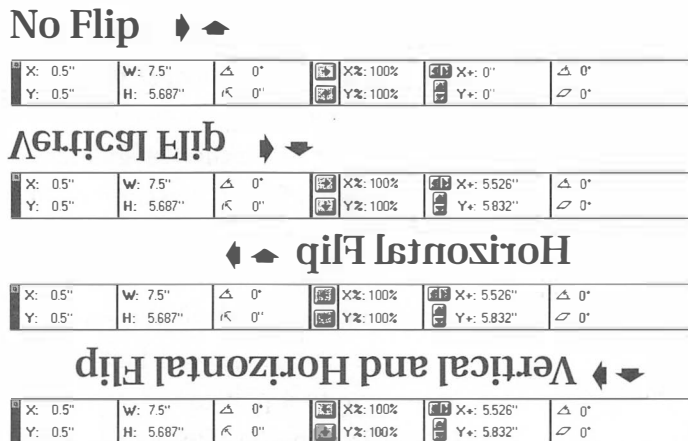 No Flip
X: 0.5" W: 7.5" 0° X%: 100% X+: 0" 0°
Y: 0.5" H: 5.687" 0" Y%: 100% Y+: 0" 0°
Vertical Flip
X: 0.5" W: 7.5" 0° X%: 100% X+: 5.526" 0°
Y: 0.5" H: 5.687" 0" Y%: 100% Y+: 5.832" 0°
Horizontal Flip
X: 0.5" W: 7.5" 0° X%: 100% X+: 5.526" 0°
Y: 0.5" H: 5.687" 0" Y%: 100% Y+: 5.832" 0°
Vertical and Horizontal Flip
X: 0.5" W: 7.5" 0° X%: 100% X+: 5.526" 0°
Y: 0.5" H: 5.687" 0" Y%: 100% Y+: 5.832" 0°